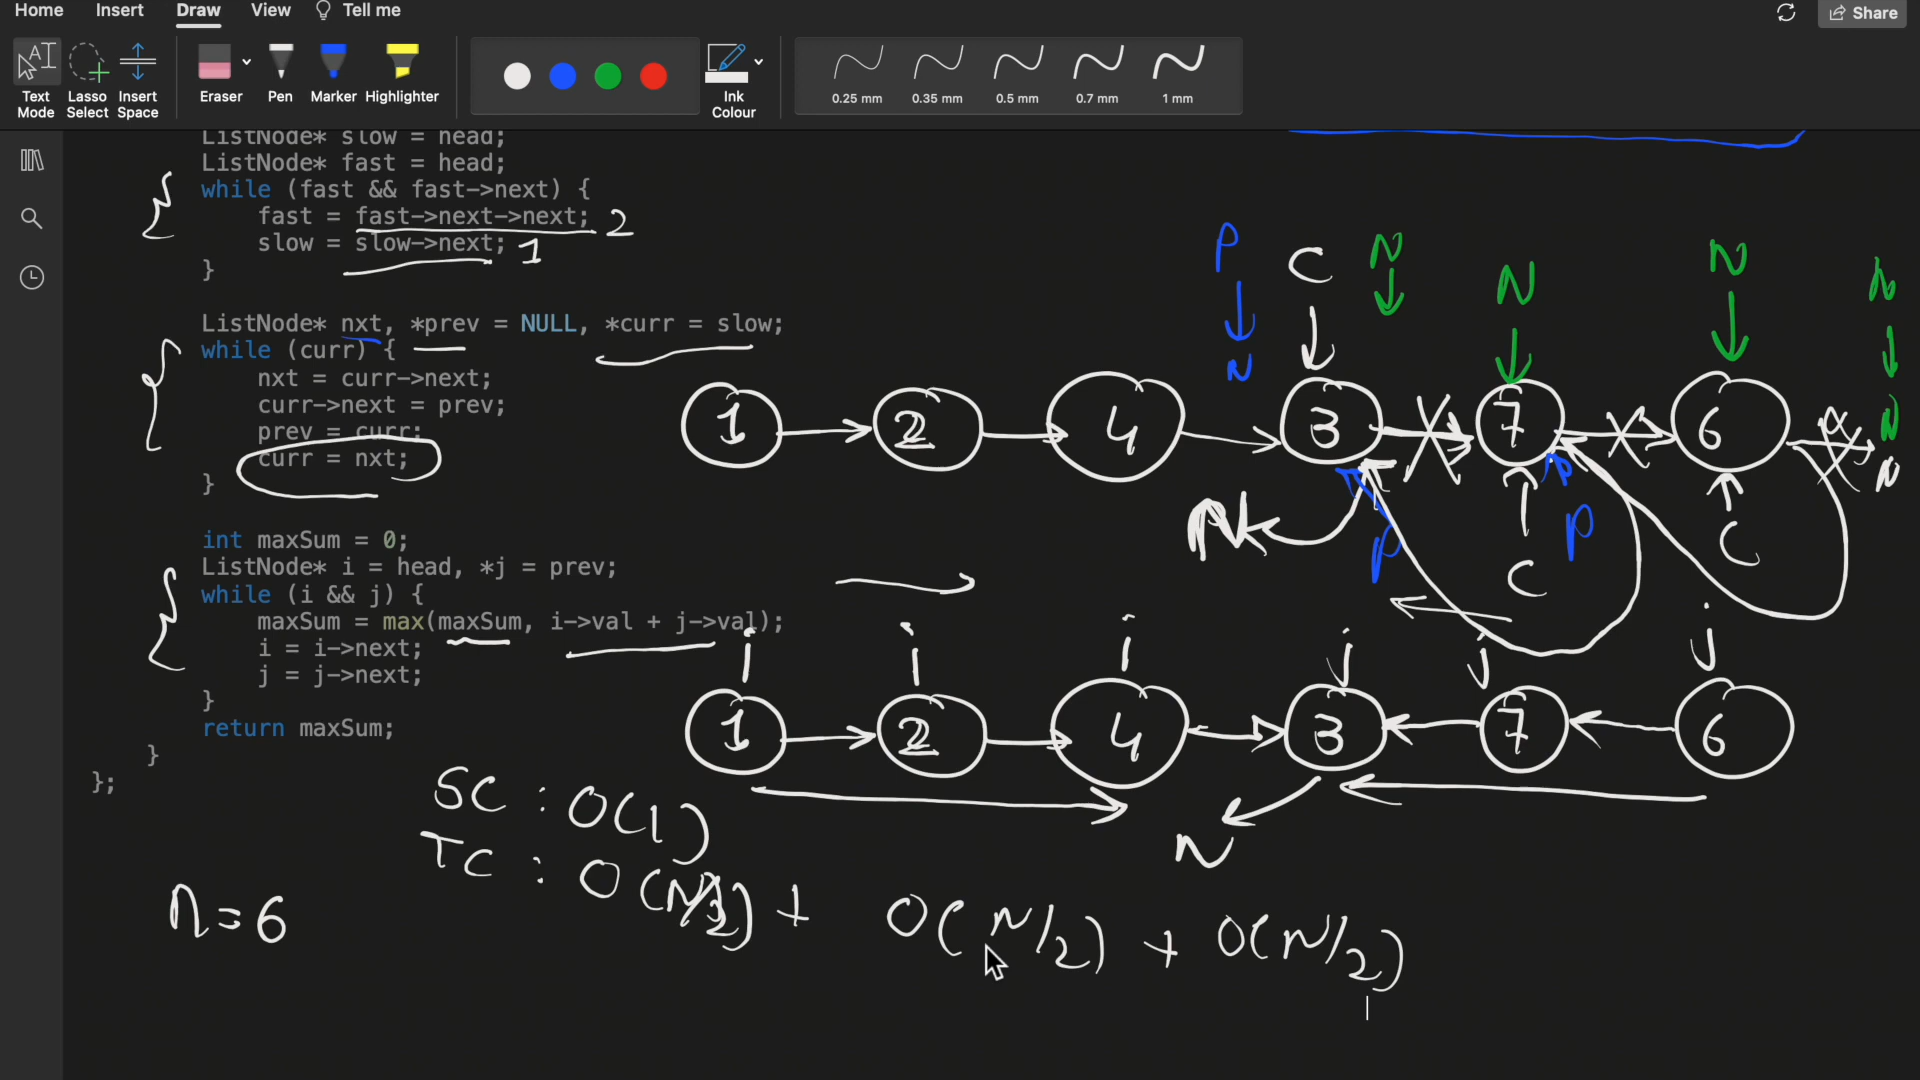 Home Insert Draw View Tell me Share
Text Mode Lasso Select Insert Space Eraser Pen Marker Highlighter Ink Colour 0.25 mm 0.35 mm 0.5 mm 0.7 mm 1 mm
ListNode* slow = head;
ListNode* fast = head;
while (fast && fast->next) {
fast = fast->next->next; 2
slow = slow->next; 1
}
ListNode* nxt, *prev = NULL, *curr = slow;
while (curr) {
nxt = curr->next;
curr->next = prev;
prev = curr;
curr = nxt;
}
int maxSum = 0;
ListNode* i = head, *j = prev;
while (i && j) {
maxSum = max(maxSum, i->val + j->val);
i = i->next;
j = j->next;
}
return maxSum;
}
};
P C N N N N
N N
1 2 4 3 7 6
N
P P P
C C
i i i j j j
1 2 4 3 7 6
N
SC : O(1)
TC : O(N/2) + O(N/2) + O(N/2)
n = 6